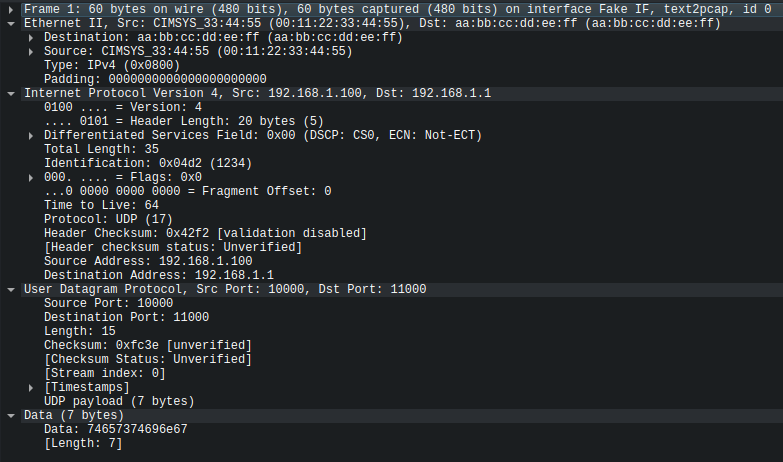 Frame 1: 60 bytes on wire (480 bits), 60 bytes captured (480 bits) on interface Fake IF, text2pcap, id 0
Ethernet II, Src: CIMSYS_33:44:55 (00:11:22:33:44:55), Dst: aa:bb:cc:dd:ee:ff (aa:bb:cc:dd:ee:ff)
Destination: aa:bb:cc:dd:ee:ff (aa:bb:cc:dd:ee:ff)
Source: CIMSYS_33:44:55 (00:11:22:33:44:55)
Type: IPv4 (0x0800)
Padding: 0000000000000000000000
Internet Protocol Version 4, Src: 192.168.1.100, Dst: 192.168.1.1
0100 .... = Version: 4
.... 0101 = Header Length: 20 bytes (5)
Differentiated Services Field: 0x00 (DSCP: CS0, ECN: Not-ECT)
Total Length: 35
Identification: 0x04d2 (1234)
000. .... = Flags: 0x0
...0 0000 0000 0000 = Fragment Offset: 0
Time to Live: 64
Protocol: UDP (17)
Header Checksum: 0x42f2 [validation disabled]
[Header checksum status: Unverified]
Source Address: 192.168.1.100
Destination Address: 192.168.1.1
User Datagram Protocol, Src Port: 10000, Dst Port: 11000
Source Port: 10000
Destination Port: 11000
Length: 15
Checksum: 0xfc3e [unverified]
[Checksum Status: Unverified]
[Stream index: 0]
[Timestamps]
UDP payload (7 bytes)
Data (7 bytes)
Data: 74657374696e67
[Length: 7]